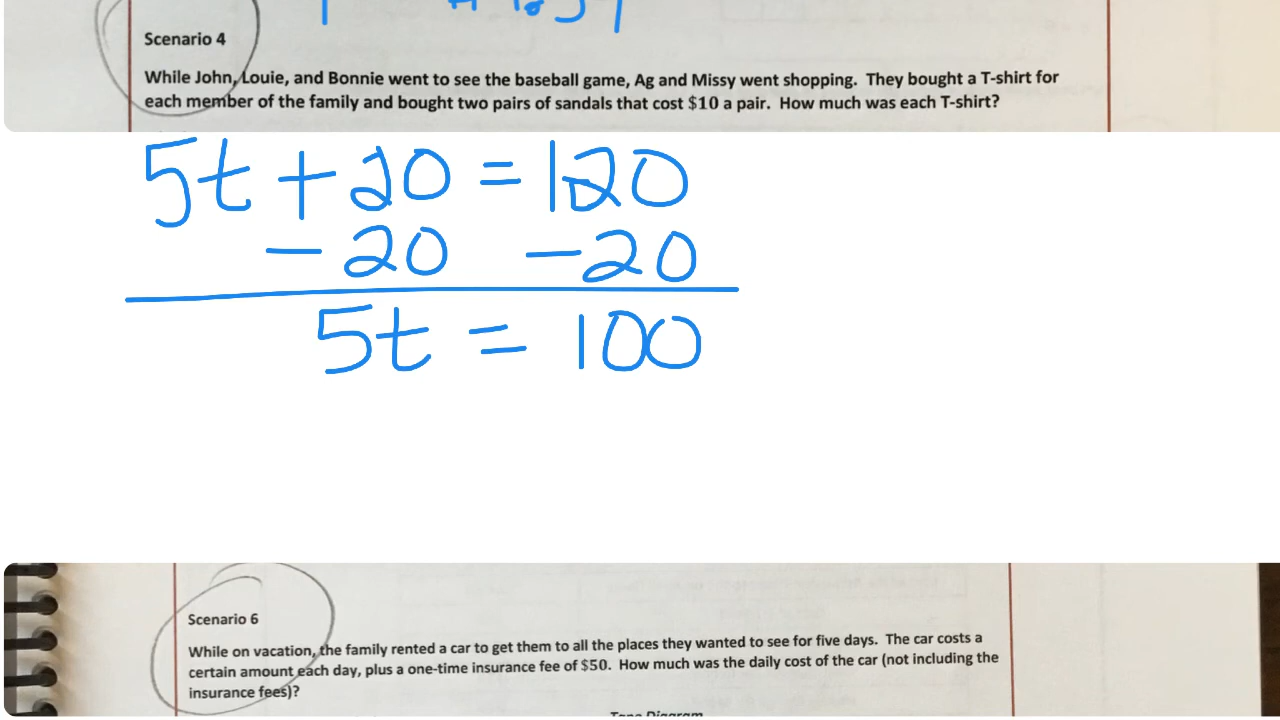 Scenario 4
While John, Louie, and Bonnie went to see the baseball game, Ag and Missy went shopping. They bought a T-shirt for
each member of the family and bought two pairs of sandals that cost $10 a pair. How much was each T-shirt?
5t + 20 = 120
- 20 - 20
5t = 100
Scenario 6
While on vacation, the family rented a car to get them to all the places they wanted to see for five days. The car costs a
certain amount each day, plus a one-time insurance fee of $50. How much was the daily cost of the car (not including the
insurance fees)?
Tape Diagram